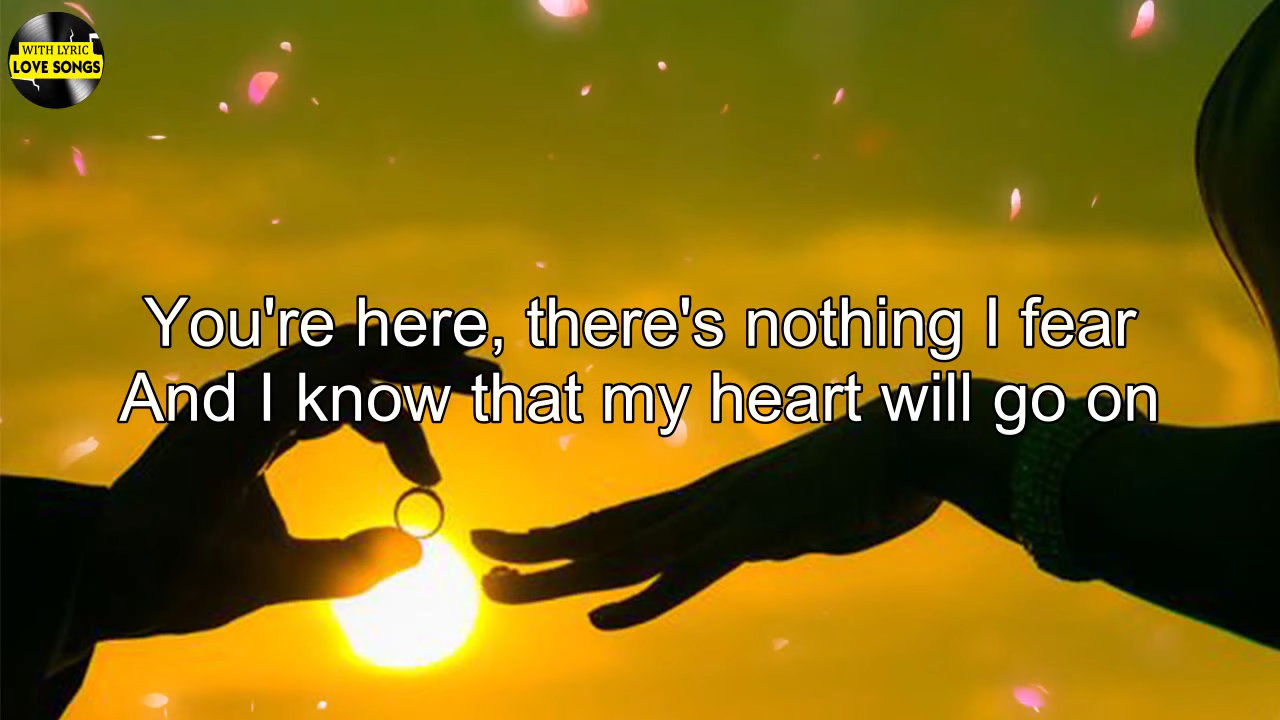 WITH LYRIC
LOVE SONGS
You're here, there's nothing I fear
And I know that my heart will go on